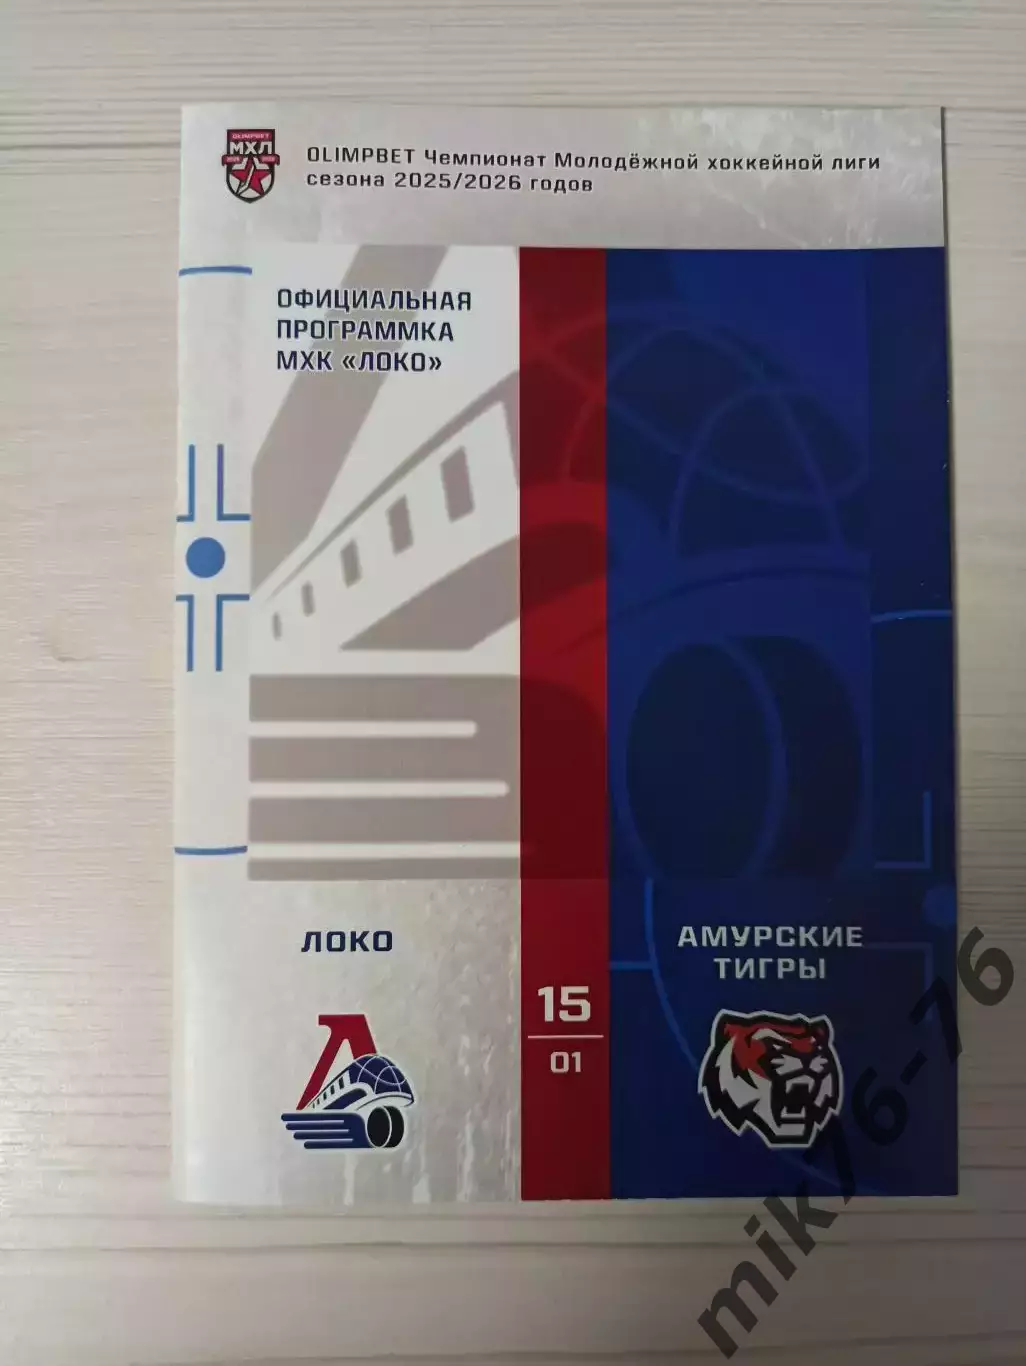 OLIMPBET
МХЛ
OLIMPBET Чемпионат Молодёжной хоккейной лиги
сезона 2025/2026 годов
ОФИЦИАЛЬНАЯ
ПРОГРАММКА
МХК «ЛОКО»
ЛОКО
АМУРСКИЕ
ТИГРЫ
15
01
mik76-76